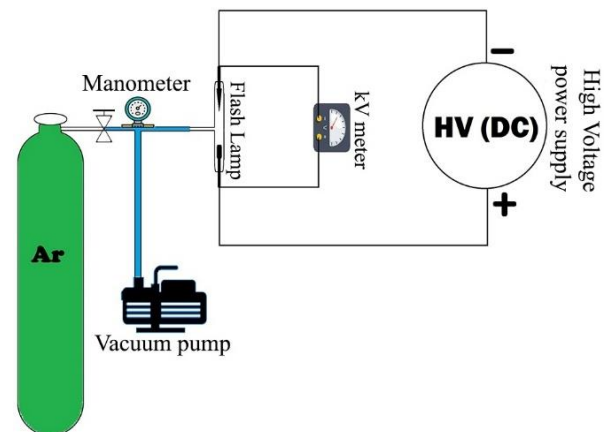 Manometer
Flash Lamp
kV meter
−
HV (DC)
+
High Voltage
power supply
Ar
Vacuum pump